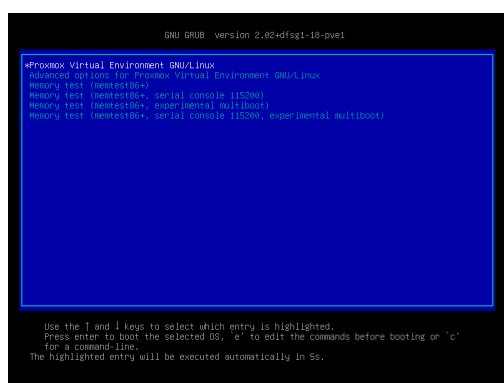 GNU GRUB  version 2.02+dfsg1-18-pve1
*Proxmox Virtual Environment GNU/Linux
Advanced options for Proxmox Virtual Environment GNU/Linux
Memory test (memtest86+)
Memory test (memtest86+, serial console 115200)
Memory test (memtest86+, experimental multiboot)
Memory test (memtest86+, serial console 115200, experimental multiboot)
Use the ↑ and ↓ keys to select which entry is highlighted.
Press enter to boot the selected OS, `e' to edit the commands before booting or `c'
for a command-line.
The highlighted entry will be executed automatically in 5s.